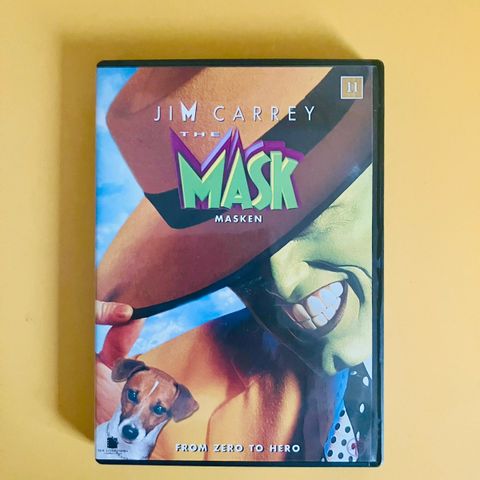 11
JIM CARREY
THE
MASK
MASKEN
FROM ZERO TO HERO